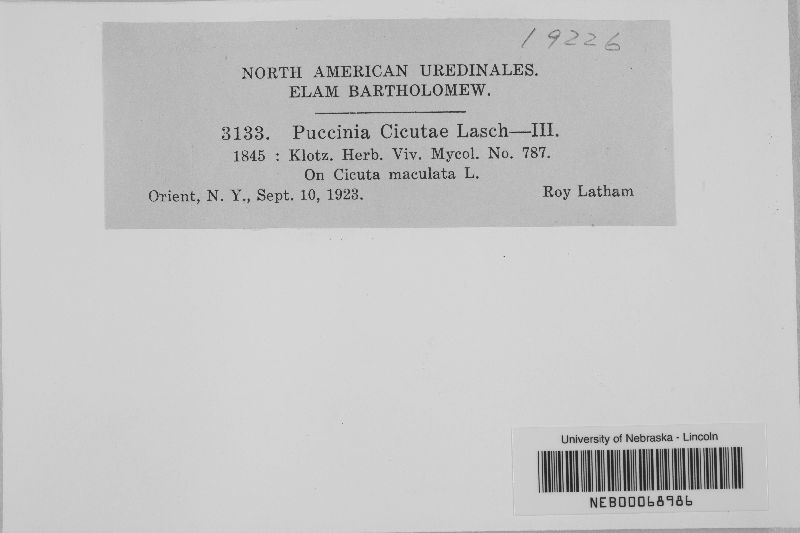 19226
NORTH AMERICAN UREDINALES.
ELAM BARTHOLOMEW.
3133. Puccinia Cicutae Lasch—III.
1845 : Klotz. Herb. Viv. Mycol. No. 787.
On Cicuta maculata L.
Orient, N. Y., Sept. 10, 1923. Roy Latham
University of Nebraska - Lincoln
NEB00068986